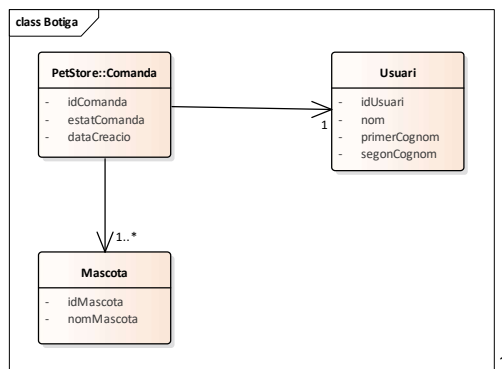 class Botiga
PetStore::Comanda
- idComanda
- estatComanda
- dataCreacio
Usuari
- idUsuari
- nom
- primerCognom
- segonCognom
1
1..*
Mascota
- idMascota
- nomMascota